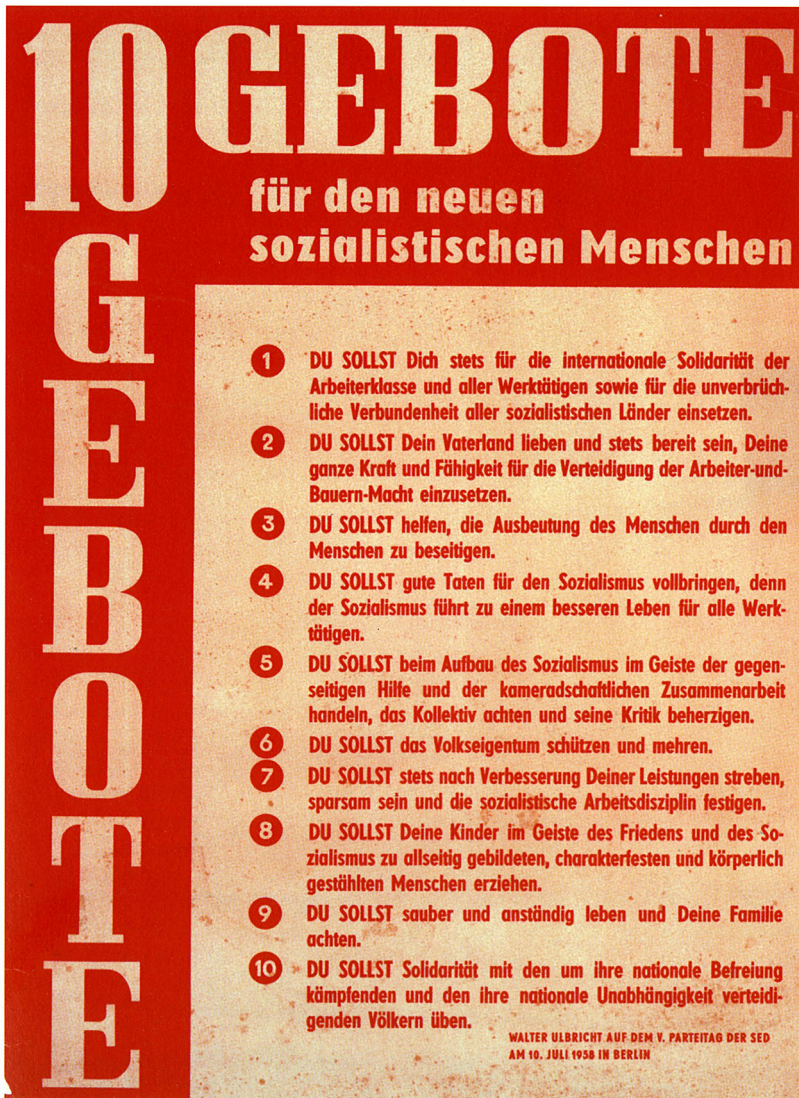 10 GEBOTE
für den neuen
sozialistischen Menschen
GEBOTE
1 DU SOLLST Dich stets für die internationale Solidarität der
Arbeiterklasse und aller Werktätigen sowie für die unverbrüch-
liche Verbundenheit aller sozialistischen Länder einsetzen.
2 DU SOLLST Dein Vaterland lieben und stets bereit sein, Deine
ganze Kraft und Fähigkeit für die Verteidigung der Arbeiter-und-
Bauern-Macht einzusetzen.
3 DU SOLLST helfen, die Ausbeutung des Menschen durch den
Menschen zu beseitigen.
4 DU SOLLST gute Taten für den Sozialismus vollbringen, denn
der Sozialismus führt zu einem besseren Leben für alle Werk-
tätigen.
5 DU SOLLST beim Aufbau des Sozialismus im Geiste der gegen-
seitigen Hilfe und der kameradschaftlichen Zusammenarbeit
handeln, das Kollektiv achten und seine Kritik beherzigen.
6 DU SOLLST das Volkseigentum schützen und mehren.
7 DU SOLLST stets nach Verbesserung Deiner Leistungen streben,
sparsam sein und die sozialistische Arbeitsdisziplin festigen.
8 DU SOLLST Deine Kinder im Geiste des Friedens und des So-
zialismus zu allseitig gebildeten, charakterfesten und körperlich
gestählten Menschen erziehen.
9 DU SOLLST sauber und anständig leben und Deine Familie
achten.
10 DU SOLLST Solidarität mit den um ihre nationale Befreiung
kämpfenden und den ihre nationale Unabhängigkeit verteidi-
genden Völkern üben.
WALTER ULBRICHT AUF DEM V. PARTEITAG DER SED
AM 10. JULI 1958 IN BERLIN